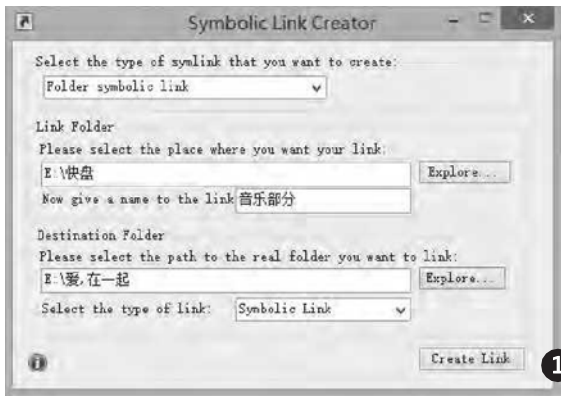 Symbolic Link Creator
Select the type of symlink that you want to create:
Folder symbolic link
Link Folder
Please select the place where you want your link:
E:\快盘
Explore...
Now give a name to the link
音乐部分
Destination Folder
Please select the path to the real folder you want to link:
E:\爱,在一起
Explore...
Select the type of link:
Symbolic Link
Create Link
1